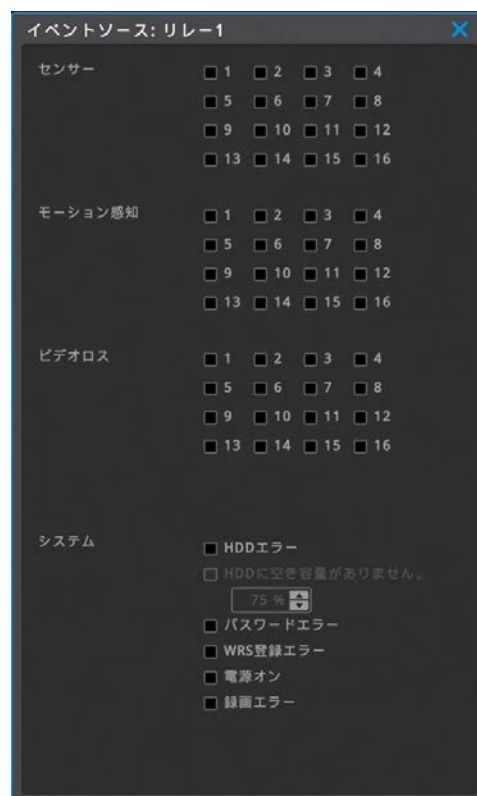 イベントソース: リレー1
センサー 1 2 3 4
5 6 7 8
9 10 11 12
13 14 15 16
モーション感知 1 2 3 4
5 6 7 8
9 10 11 12
13 14 15 16
ビデオロス 1 2 3 4
5 6 7 8
9 10 11 12
13 14 15 16
システム HDDエラー
HDDに空き容量がありません。
75 %
パスワードエラー
WRS登録エラー
電源オン
録画エラー